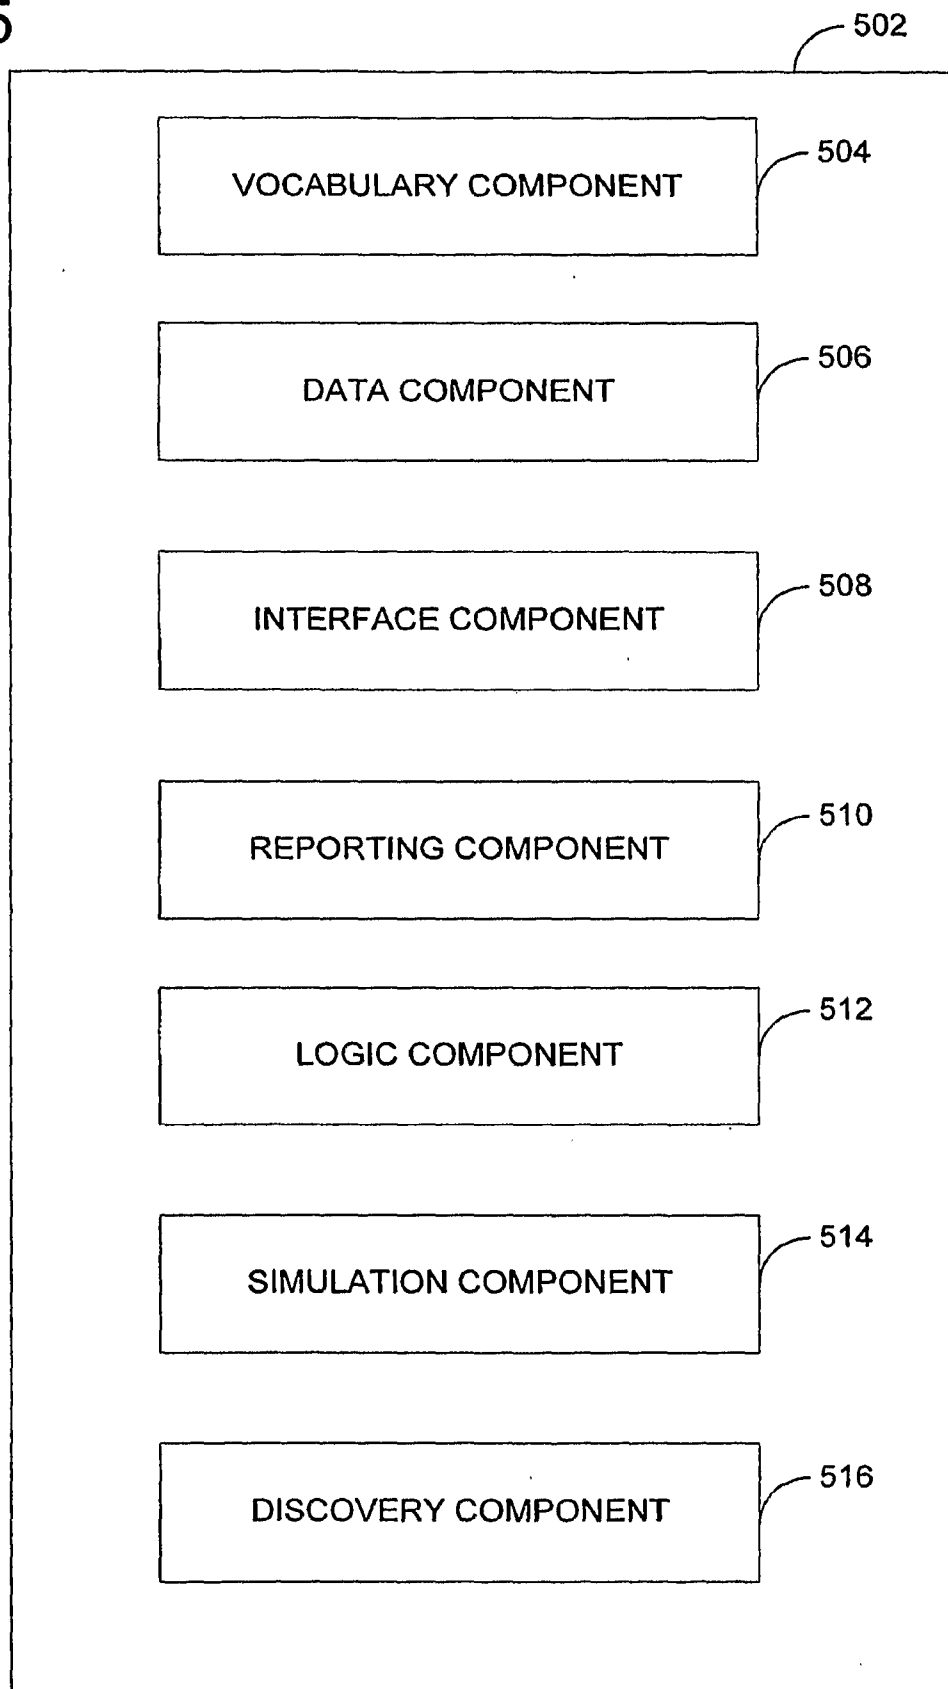 502
VOCABULARY COMPONENT
504
DATA COMPONENT
506
INTERFACE COMPONENT
508
REPORTING COMPONENT
510
LOGIC COMPONENT
512
SIMULATION COMPONENT
514
DISCOVERY COMPONENT
516